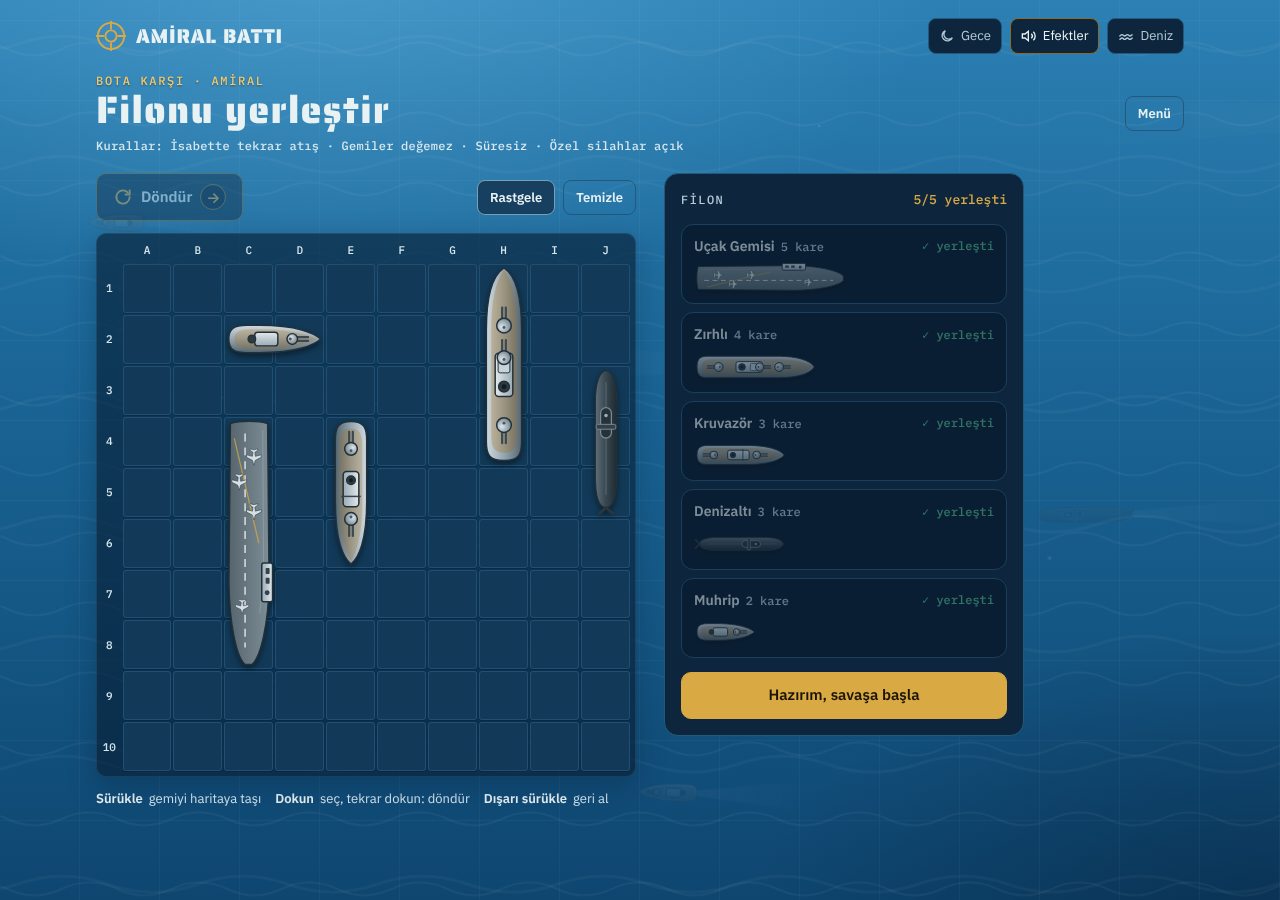 AMİRAL BATTI
Gece
Efektler
Deniz
BOTA KARŞI · AMİRAL
Filonu yerleştir
Menü
Kurallar: İsabette tekrar atış · Gemiler değemez · Süresiz · Özel silahlar açık
Döndür
Rastgele
Temizle
A B C D E F G H I J
1
2
3
4
5
6
7
8
9
10
Sürükle gemiyi haritaya taşı Dokun seç, tekrar dokun: döndür Dışarı sürükle geri al
FİLON 5/5 yerleşti
Uçak Gemisi 5 kare ✓ yerleşti
Zırhlı 4 kare ✓ yerleşti
Kruvazör 3 kare ✓ yerleşti
Denizaltı 3 kare ✓ yerleşti
Muhrip 2 kare ✓ yerleşti
Hazırım, savaşa başla